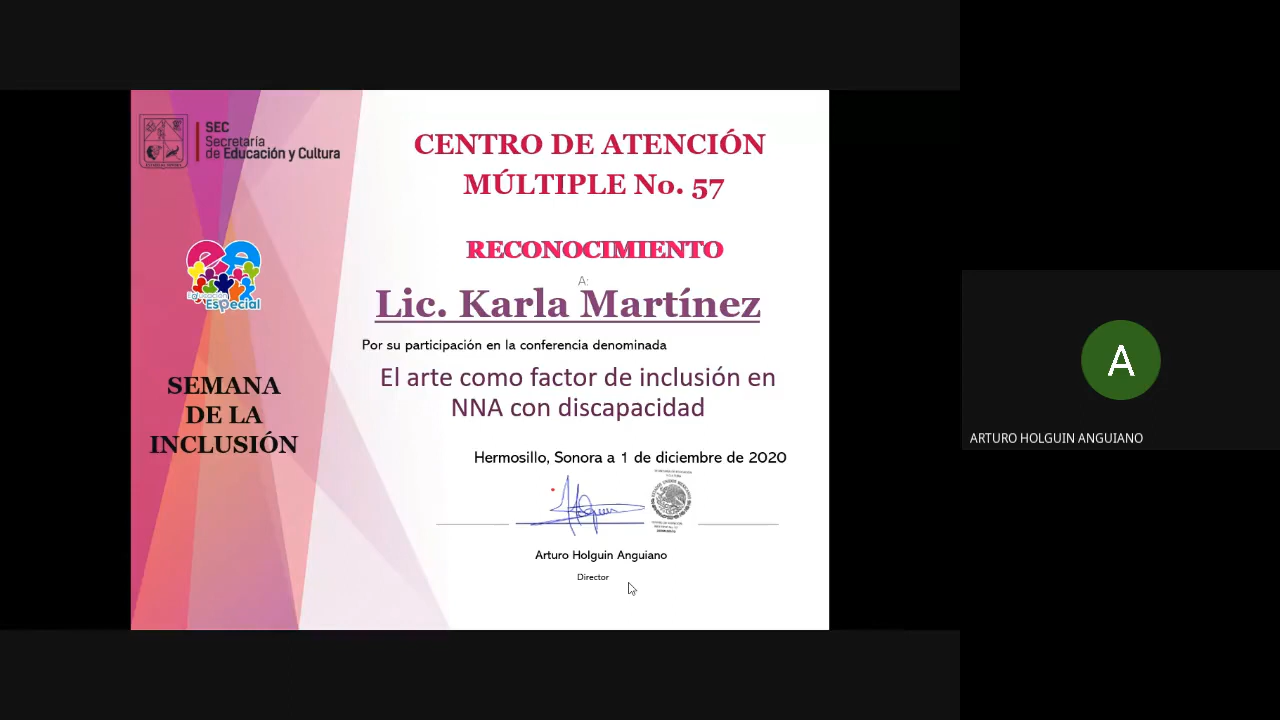 SEC
Secretaría
de Educación y Cultura
CENTRO DE ATENCIÓN
MÚLTIPLE No. 57
RECONOCIMIENTO
A:
Lic. Karla Martínez
Por su participación en la conferencia denominada
El arte como factor de inclusión en
NNA con discapacidad
Hermosillo, Sonora a 1 de diciembre de 2020
Arturo Holguin Anguiano
Director
ea
Educación
Especial
SEMANA
DE LA
INCLUSIÓN
A
ARTURO HOLGUIN ANGUIANO